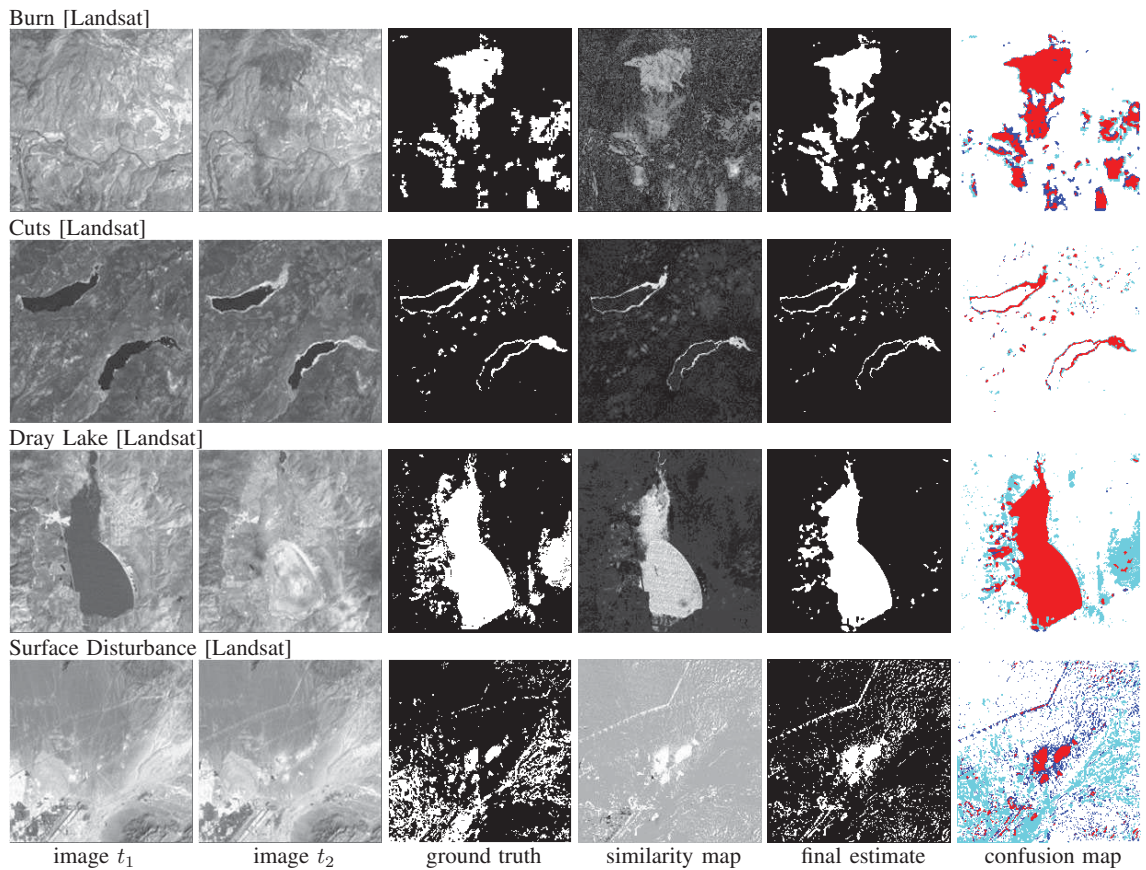 Burn [Landsat]
Cuts [Landsat]
Dray Lake [Landsat]
Surface Disturbance [Landsat]
image t₁ image t₂ ground truth similarity map final estimate confusion map